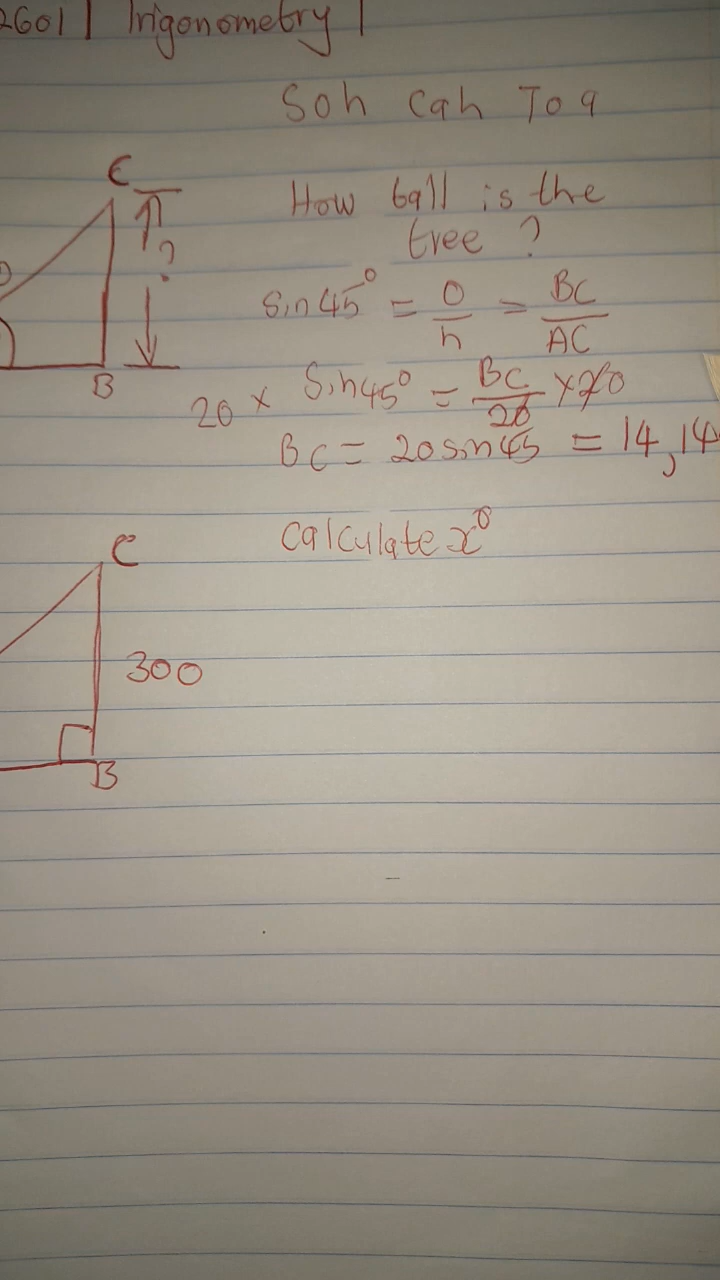 2601 | Trigonometry |
Soh Cah Toa
C
How tall is the
?
tree ?
sin 45° = O/h = BC/AC
B
20 × Sin 45° = BC/20 × 20
BC = 20 sin 45 = 14,14
Calculate x°
C
300
B